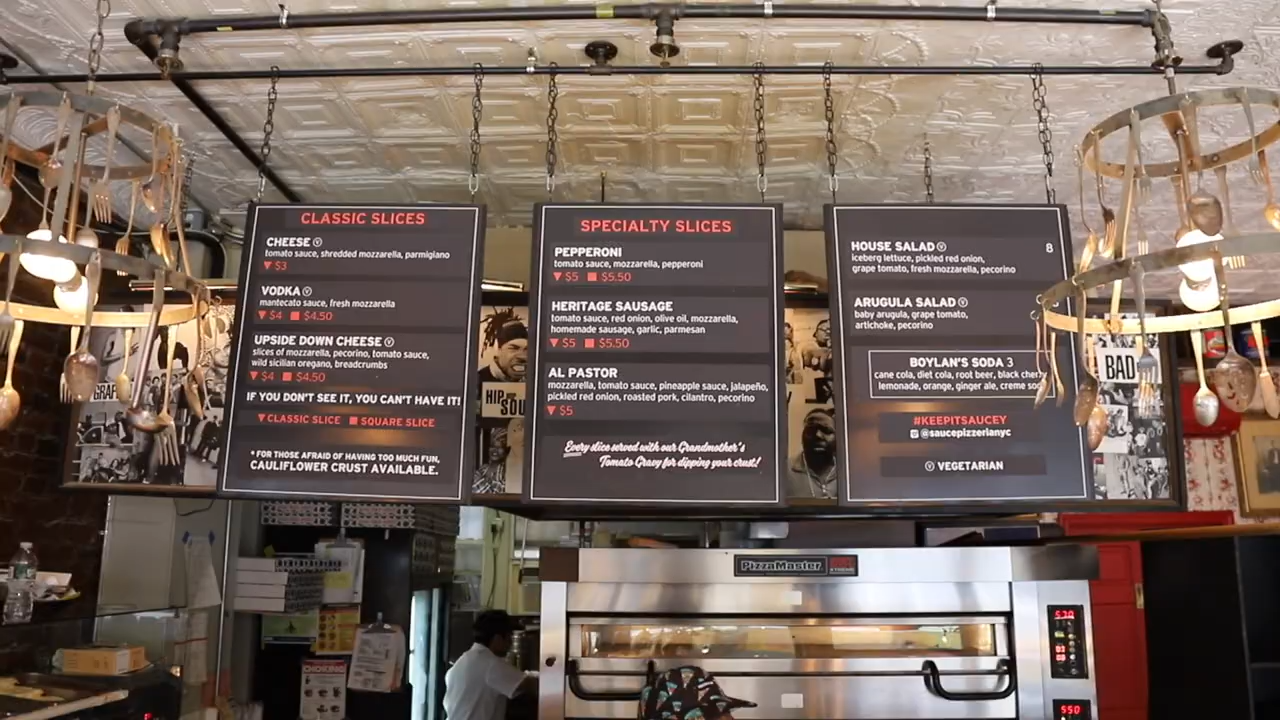 CLASSIC SLICES
CHEESE Ⓥ
tomato sauce, shredded mozzarella, parmigiano
▼ $3
VODKA Ⓥ
mantecato sauce, fresh mozzarella
▼ $4 ■ $4.50
UPSIDE DOWN CHEESE Ⓥ
slices of mozzarella, pecorino, tomato sauce,
wild sicilian oregano, breadcrumbs
▼ $4 ■ $4.50
IF YOU DON'T SEE IT, YOU CAN'T HAVE IT!
▼ CLASSIC SLICE ■ SQUARE SLICE
* FOR THOSE AFRAID OF HAVING TOO MUCH FUN,
CAULIFLOWER CRUST AVAILABLE.
SPECIALTY SLICES
PEPPERONI
tomato sauce, mozzarella, pepperoni
▼ $5 ■ $5.50
HERITAGE SAUSAGE
tomato sauce, red onion, olive oil, mozzarella,
homemade sausage, garlic, parmesan
▼ $5 ■ $5.50
AL PASTOR
mozzarella, tomato sauce, pineapple sauce, jalapeño,
pickled red onion, roasted pork, cilantro, pecorino
▼ $5
Every slice served with our Grandmother's
Tomato Gravy for dipping your crust!
HOUSE SALAD Ⓥ 8
iceberg lettuce, pickled red onion,
grape tomato, fresh mozzarella, pecorino
ARUGULA SALAD Ⓥ
baby arugula, grape tomato,
artichoke, pecorino
BOYLAN'S SODA 3
cane cola, diet cola, root beer, black cherry
lemonade, orange, ginger ale, creme soda
#KEEPITSAUCEY
@saucepizzerianyc
Ⓥ VEGETARIAN
HIP
SOU
BAD
GRAF
PizzaMaster
CHOKING
570
550